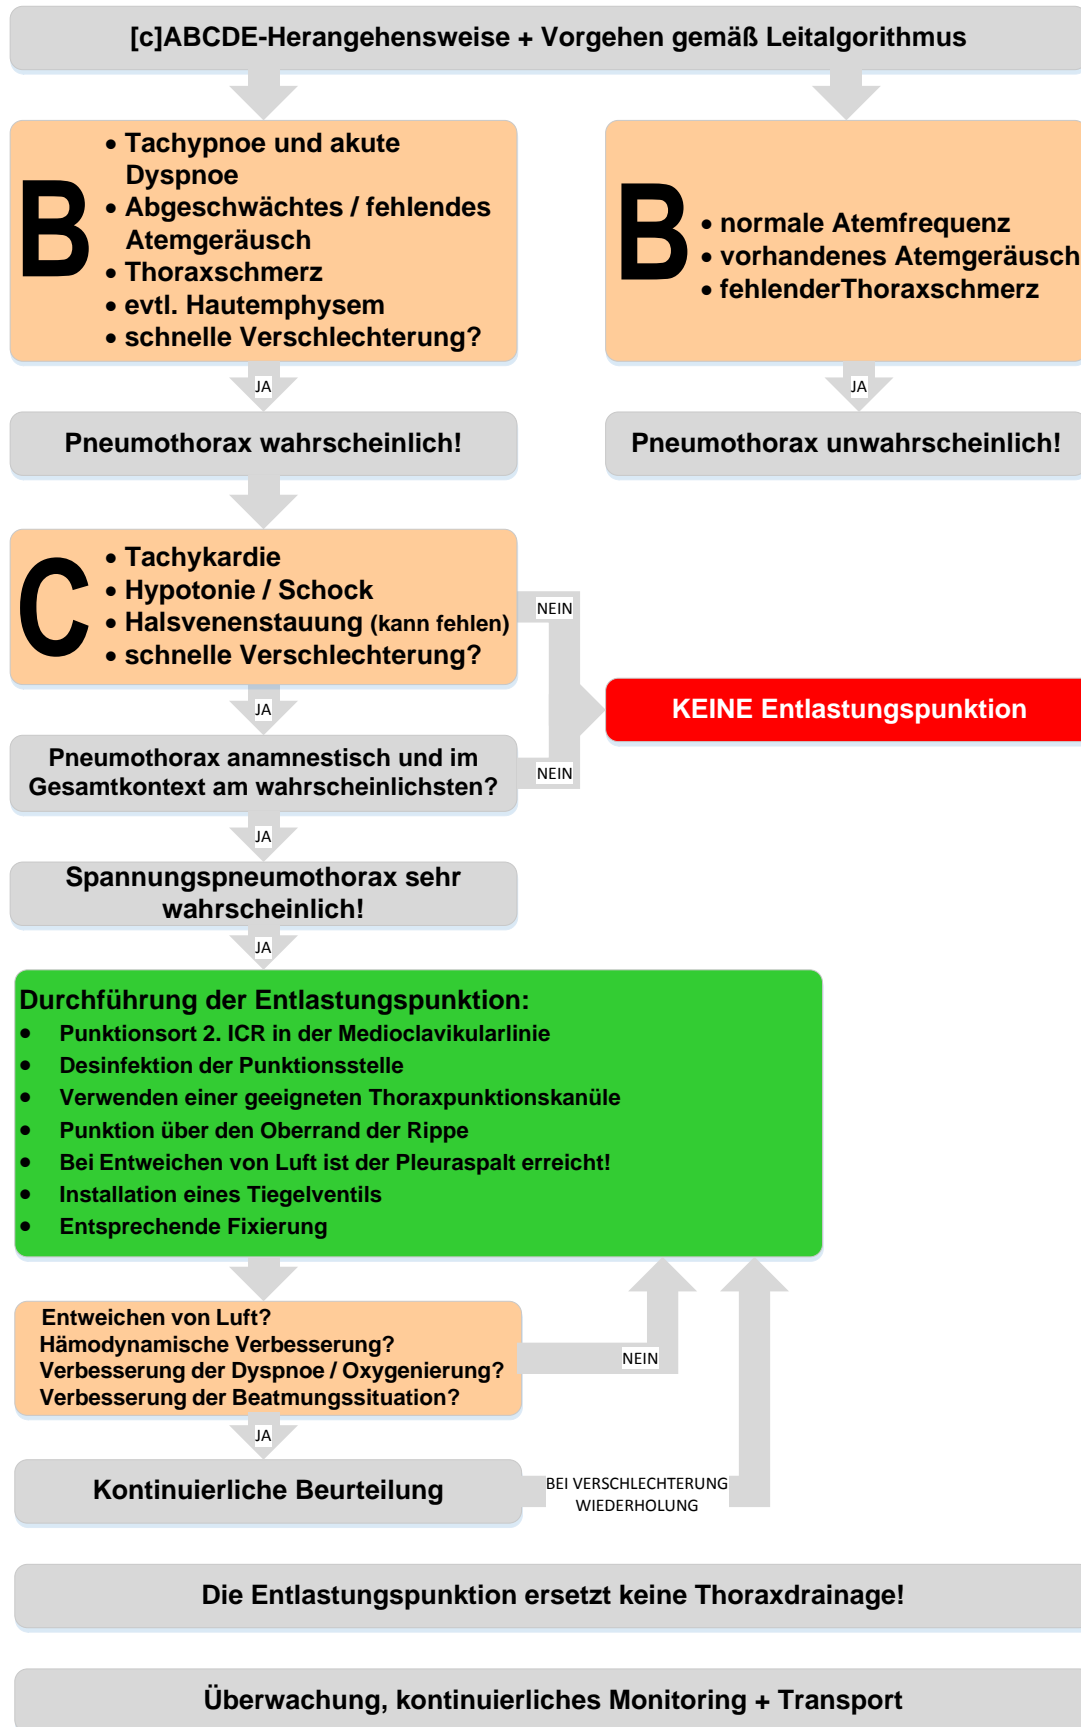 [c]ABCDE-Herangehensweise + Vorgehen gemäß Leitalgorithmus
B
• Tachypnoe und akute
Dyspnoe
• Abgeschwächtes / fehlendes
Atemgeräusch
• Thoraxschmerz
• evtl. Hautemphysem
• schnelle Verschlechterung?
B
• normale Atemfrequenz
• vorhandenes Atemgeräusch
• fehlenderThoraxschmerz
JA
JA
Pneumothorax wahrscheinlich!
Pneumothorax unwahrscheinlich!
C
• Tachykardie
• Hypotonie / Schock
• Halsvenenstauung (kann fehlen)
• schnelle Verschlechterung?
NEIN
JA
KEINE Entlastungspunktion
Pneumothorax anamnestisch und im
Gesamtkontext am wahrscheinlichsten?
NEIN
JA
Spannungspneumothorax sehr
wahrscheinlich!
JA
Durchführung der Entlastungspunktion:
• Punktionsort 2. ICR in der Medioclavikularlinie
• Desinfektion der Punktionsstelle
• Verwenden einer geeigneten Thoraxpunktionskanüle
• Punktion über den Oberrand der Rippe
• Bei Entweichen von Luft ist der Pleuraspalt erreicht!
• Installation eines Tiegelventils
• Entsprechende Fixierung
Entweichen von Luft?
Hämodynamische Verbesserung?
Verbesserung der Dyspnoe / Oxygenierung?
Verbesserung der Beatmungssituation?
NEIN
JA
Kontinuierliche Beurteilung
BEI VERSCHLECHTERUNG
WIEDERHOLUNG
Die Entlastungspunktion ersetzt keine Thoraxdrainage!
Überwachung, kontinuierliches Monitoring + Transport